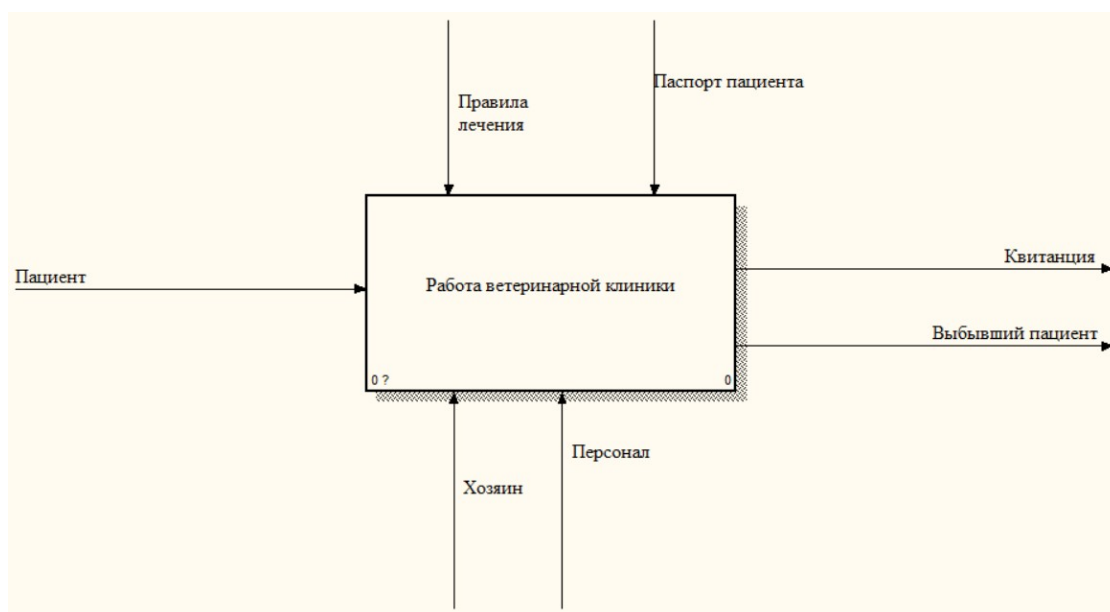 Паспорт пациента
Правила
лечения
Квитанция
Пациент
Работа ветеринарной клиники
Выбывший пациент
0 ?
0
Персонал
Хозяин